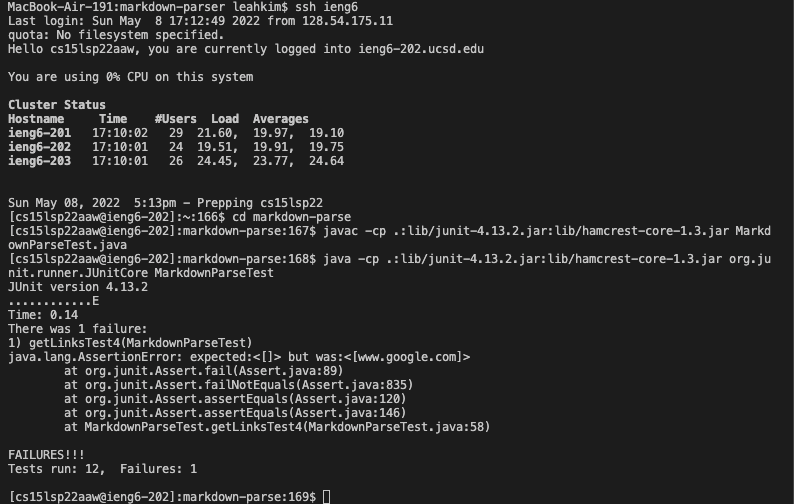 MacBook-Air-191:markdown-parser leahkim$ ssh ieng6
Last login: Sun May  8 17:12:49 2022 from 128.54.175.11
quota: No filesystem specified.
Hello cs15lsp22aaw, you are currently logged into ieng6-202.ucsd.edu

You are using 0% CPU on this system

Cluster Status
Hostname     Time    #Users  Load  Averages
ieng6-201   17:10:02   29  21.60,  19.97,  19.10
ieng6-202   17:10:01   24  19.51,  19.91,  19.75
ieng6-203   17:10:01   26  24.45,  23.77,  24.64

Sun May 08, 2022  5:13pm - Prepping cs15lsp22
[cs15lsp22aaw@ieng6-202]:~:166$ cd markdown-parse
[cs15lsp22aaw@ieng6-202]:markdown-parse:167$ javac -cp .:lib/junit-4.13.2.jar:lib/hamcrest-core-1.3.jar Markd
ownParseTest.java
[cs15lsp22aaw@ieng6-202]:markdown-parse:168$ java -cp .:lib/junit-4.13.2.jar:lib/hamcrest-core-1.3.jar org.ju
nit.runner.JUnitCore MarkdownParseTest
JUnit version 4.13.2
............E
Time: 0.14
There was 1 failure:
1) getLinksTest4(MarkdownParseTest)
java.lang.AssertionError: expected:<[]> but was:<[www.google.com]>
        at org.junit.Assert.fail(Assert.java:89)
        at org.junit.Assert.failNotEquals(Assert.java:835)
        at org.junit.Assert.assertEquals(Assert.java:120)
        at org.junit.Assert.assertEquals(Assert.java:146)
        at MarkdownParseTest.getLinksTest4(MarkdownParseTest.java:58)

FAILURES!!!
Tests run: 12,  Failures: 1

[cs15lsp22aaw@ieng6-202]:markdown-parse:169$